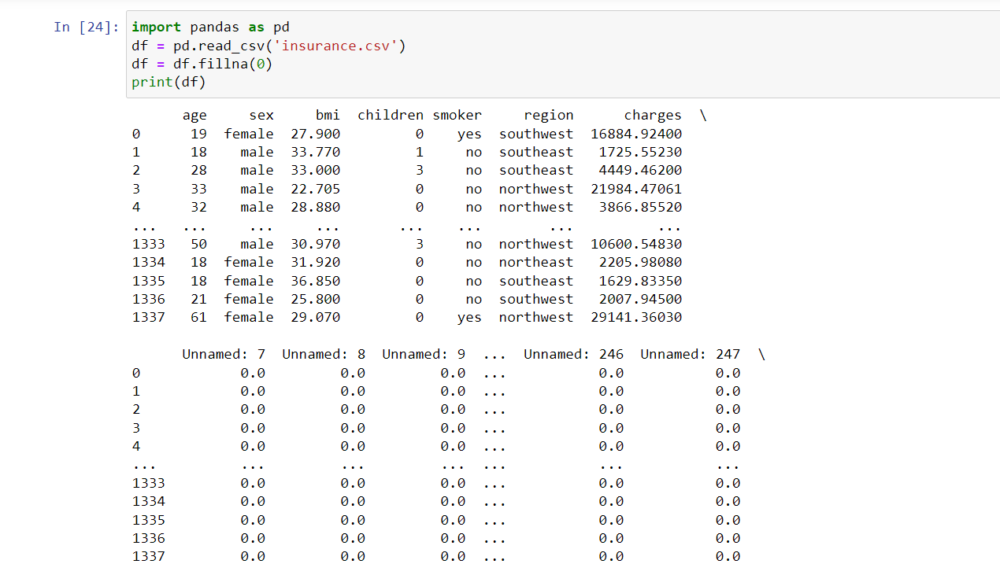 In [24]: import pandas as pd
df = pd.read_csv('insurance.csv')
df = df.fillna(0)
print(df)
age sex bmi children smoker region charges \
0 19 female 27.900 0 yes southwest 16884.92400
1 18 male 33.770 1 no southeast 1725.55230
2 28 male 33.000 3 no southeast 4449.46200
3 33 male 22.705 0 no northwest 21984.47061
4 32 male 28.880 0 no northwest 3866.85520
... ... ... ... ... ... ... ...
1333 50 male 30.970 3 no northwest 10600.54830
1334 18 female 31.920 0 no northeast 2205.98080
1335 18 female 36.850 0 no southeast 1629.83350
1336 21 female 25.800 0 no southwest 2007.94500
1337 61 female 29.070 0 yes northwest 29141.36030
Unnamed: 7 Unnamed: 8 Unnamed: 9 ... Unnamed: 246 Unnamed: 247 \
0 0.0 0.0 0.0 ... 0.0 0.0
1 0.0 0.0 0.0 ... 0.0 0.0
2 0.0 0.0 0.0 ... 0.0 0.0
3 0.0 0.0 0.0 ... 0.0 0.0
4 0.0 0.0 0.0 ... 0.0 0.0
... ... ... ... ... ... ...
1333 0.0 0.0 0.0 ... 0.0 0.0
1334 0.0 0.0 0.0 ... 0.0 0.0
1335 0.0 0.0 0.0 ... 0.0 0.0
1336 0.0 0.0 0.0 ... 0.0 0.0
1337 0.0 0.0 0.0 ... 0.0 0.0